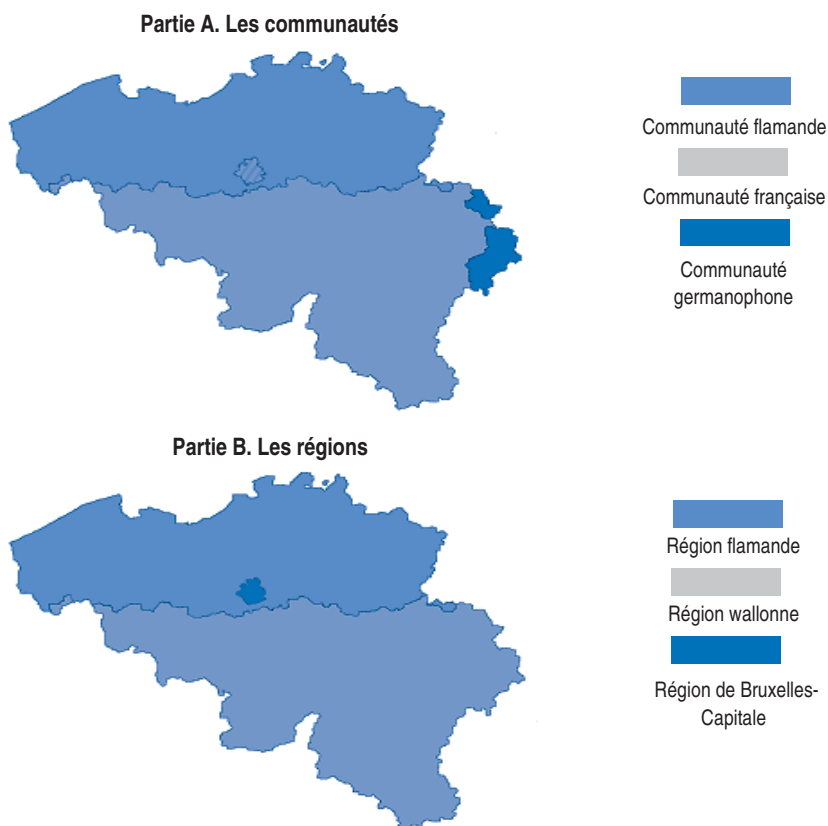 Partie A. Les communautés
Communauté flamande
Communauté française
Communauté
germanophone
Partie B. Les régions
Région flamande
Région wallonne
Région de Bruxelles-
Capitale